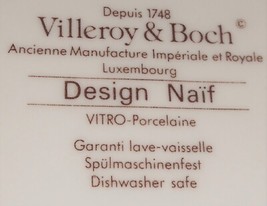 Depuis 1748
Villeroy & Boch©
Ancienne Manufacture Impériale et Royale
Luxembourg
Design Naïf
VITRO-Porcelaine
Garanti lave-vaisselle
Spülmaschinenfest
Dishwasher safe